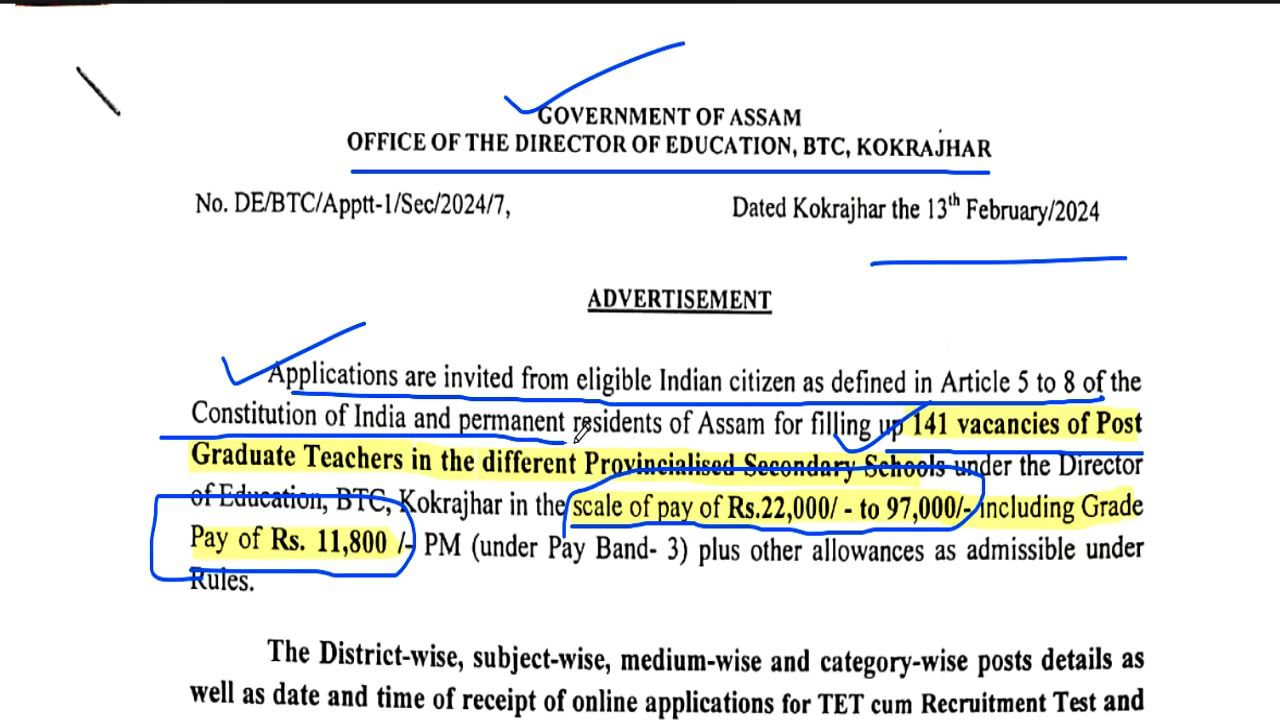 GOVERNMENT OF ASSAM
OFFICE OF THE DIRECTOR OF EDUCATION, BTC, KOKRAJHAR
No. DE/BTC/Apptt-1/Sec/2024/7,
Dated Kokrajhar the 13th February/2024
ADVERTISEMENT
Applications are invited from eligible Indian citizen as defined in Article 5 to 8 of the
Constitution of India and permanent residents of Assam for filling up 141 vacancies of Post
Graduate Teachers in the different Provincialised Secondary Schools under the Director
of Education, BTC, Kokrajhar in the scale of pay of Rs.22,000/- to 97,000/- including Grade
Pay of Rs. 11,800 /- PM (under Pay Band- 3) plus other allowances as admissible under
Rules.
The District-wise, subject-wise, medium-wise and category-wise posts details as
well as date and time of receipt of online applications for TET cum Recruitment Test and